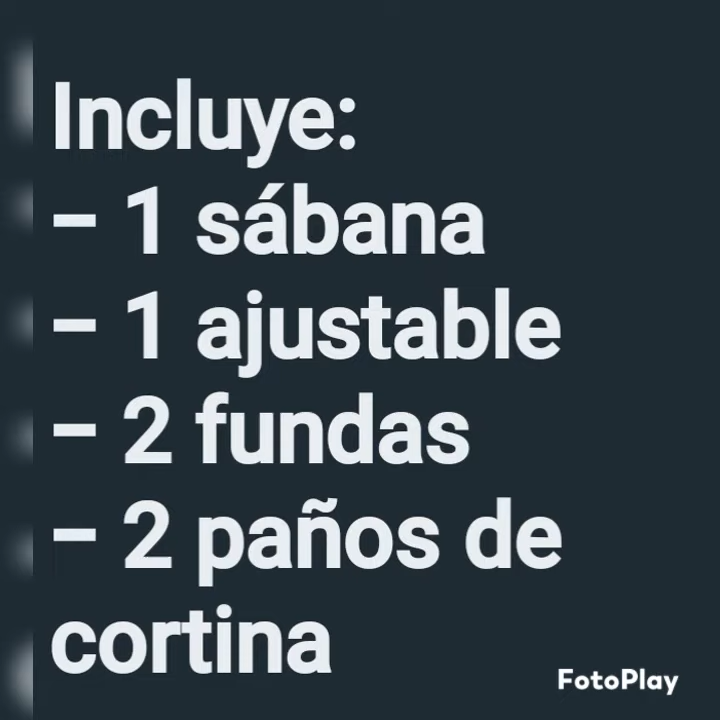 Incluye:
– 1 sábana
– 1 ajustable
– 2 fundas
– 2 paños de
cortina
FotoPlay